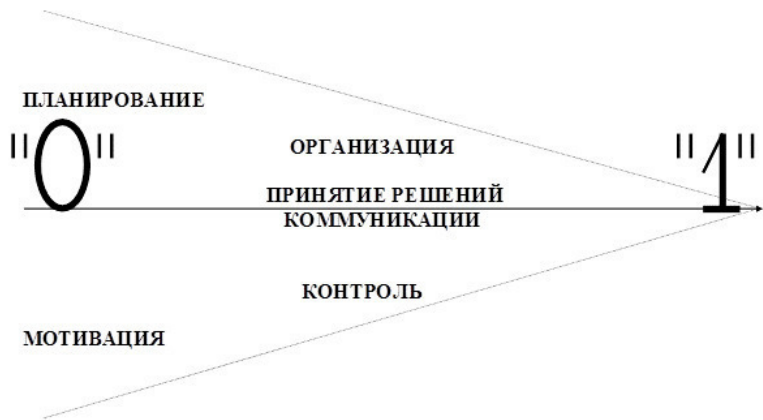 ПЛАНИРОВАНИЕ
"0"
ОРГАНИЗАЦИЯ
"1"
ПРИНЯТИЕ РЕШЕНИЙ
КОММУНИКАЦИИ
КОНТРОЛЬ
МОТИВАЦИЯ